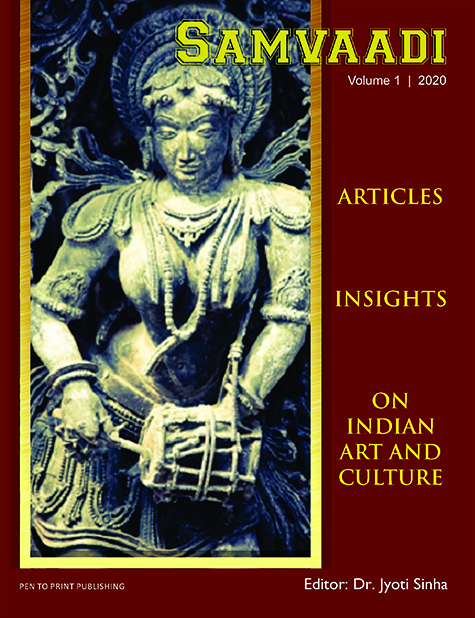 SAMVAADI
Volume 1 | 2020
ARTICLES
INSIGHTS
ON
INDIAN
ART AND
CULTURE
PEN TO PRINT PUBLISHING
Editor: Dr. Jyoti Sinha